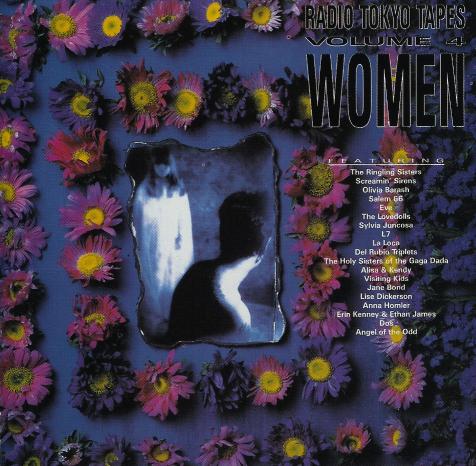 RADIO TOKYO TAPES
VOLUME 4
WOMEN
FEATURING
The Ringling Sisters
Screamin' Sirens
Olivia Barash
Salem 66
Eve
The Lovedolls
Sylvia Juncosa
L7
La Loca
Del Rubio Triplets
The Holy Sisters of the Gaga Dada
Alisa & Kendy
Visiting Kids
Jane Bond
Lise Dickerson
Anna Homler
Erin Kenney & Ethan James
Dos
Angel of the Odd